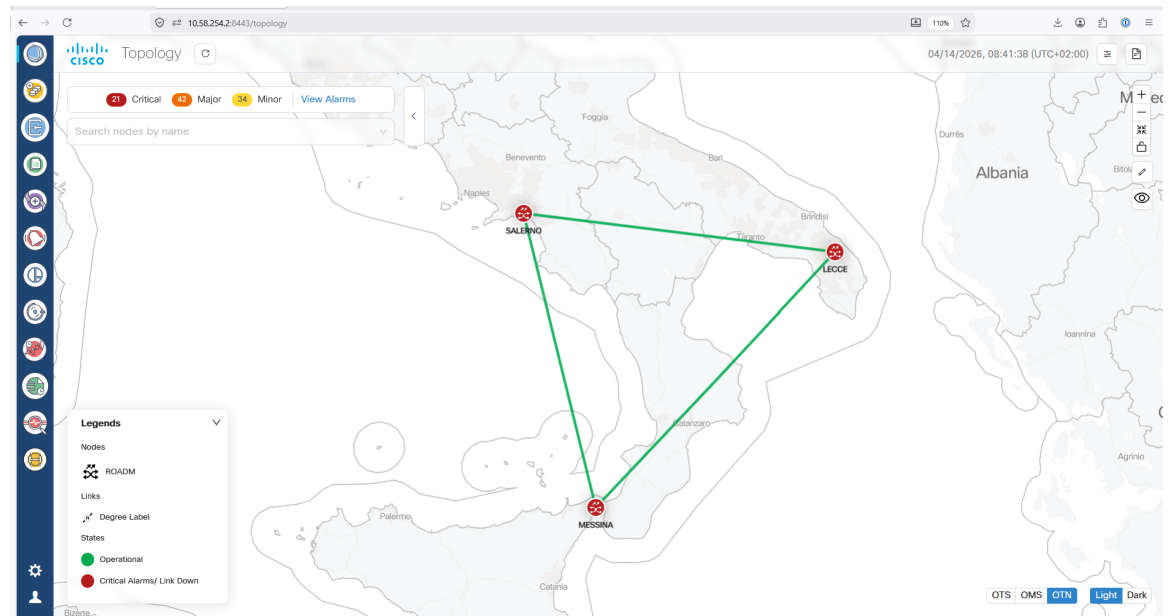 10.58.254.2:8443/topology
110%
CISCO
Topology
04/14/2026, 08:41:38 (UTC+02:00)
21 Critical 42 Major 34 Minor View Alarms
Search nodes by name
Foggia
Durrës
Benevento
Bari
Albania
Bitola
Naples
Brindisi
SALERNO
Taranto
LECCE
Ioannina
Legends
Nodes
ROADM
Links
Degree Label
States
Operational
Critical Alarms/ Link Down
Catanzaro
Agrinio
Palermo
MESSINA
Catania
OTS OMS OTN Light Dark
Bizerte